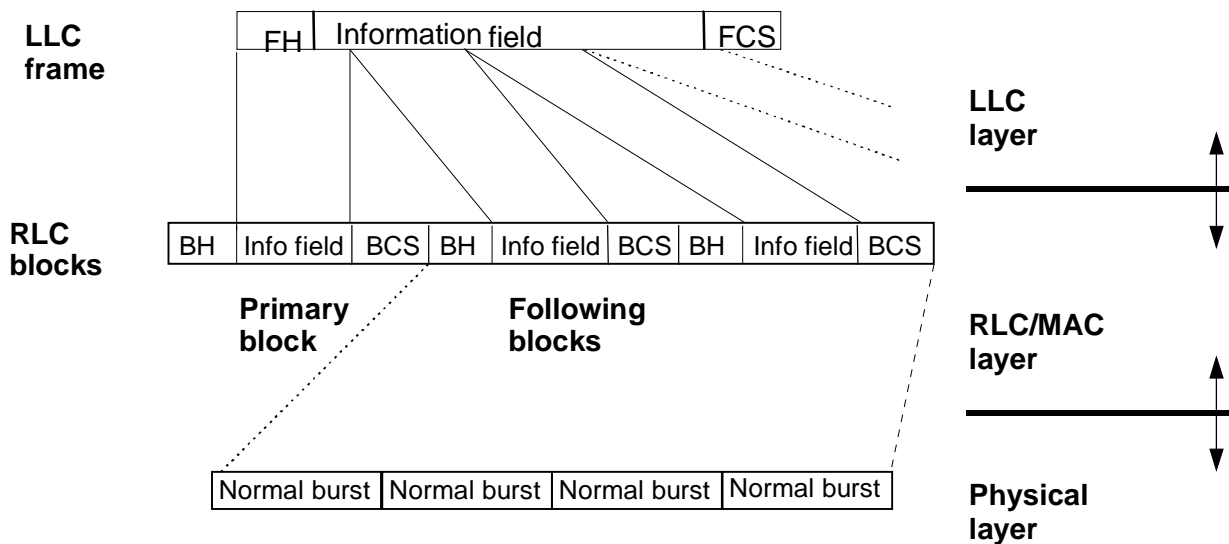 LLC
frame
FH
Information field
FCS
LLC
layer
RLC
blocks
BH
Info field
BCS
BH
Info field
BCS
BH
Info field
BCS
Primary
block
Following
blocks
RLC/MAC
layer
Normal burst
Normal burst
Normal burst
Normal burst
Physical
layer